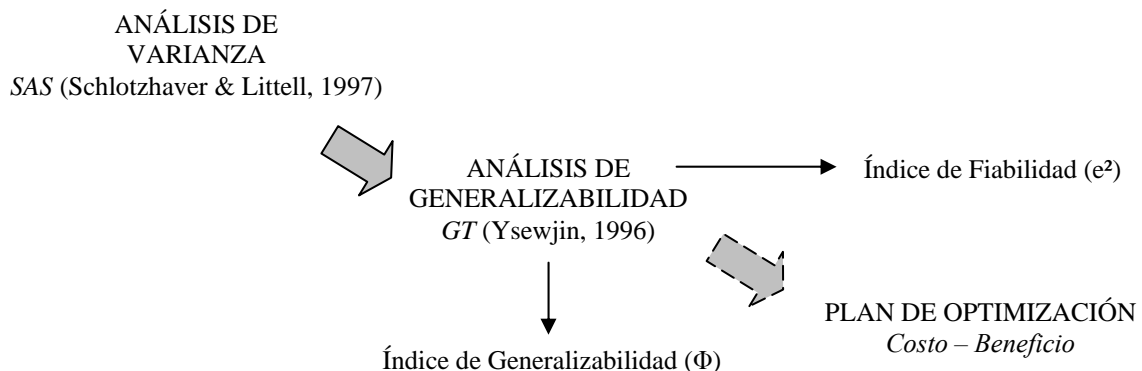 ANÁLISIS DE
VARIANZA
SAS (Schlotzhaver & Littell, 1997)
ANÁLISIS DE
GENERALIZABILIDAD
GT (Ysewjin, 1996)
Índice de Fiabilidad (e²)
PLAN DE OPTIMIZACIÓN
Costo – Beneficio
Índice de Generalizabilidad (Φ)